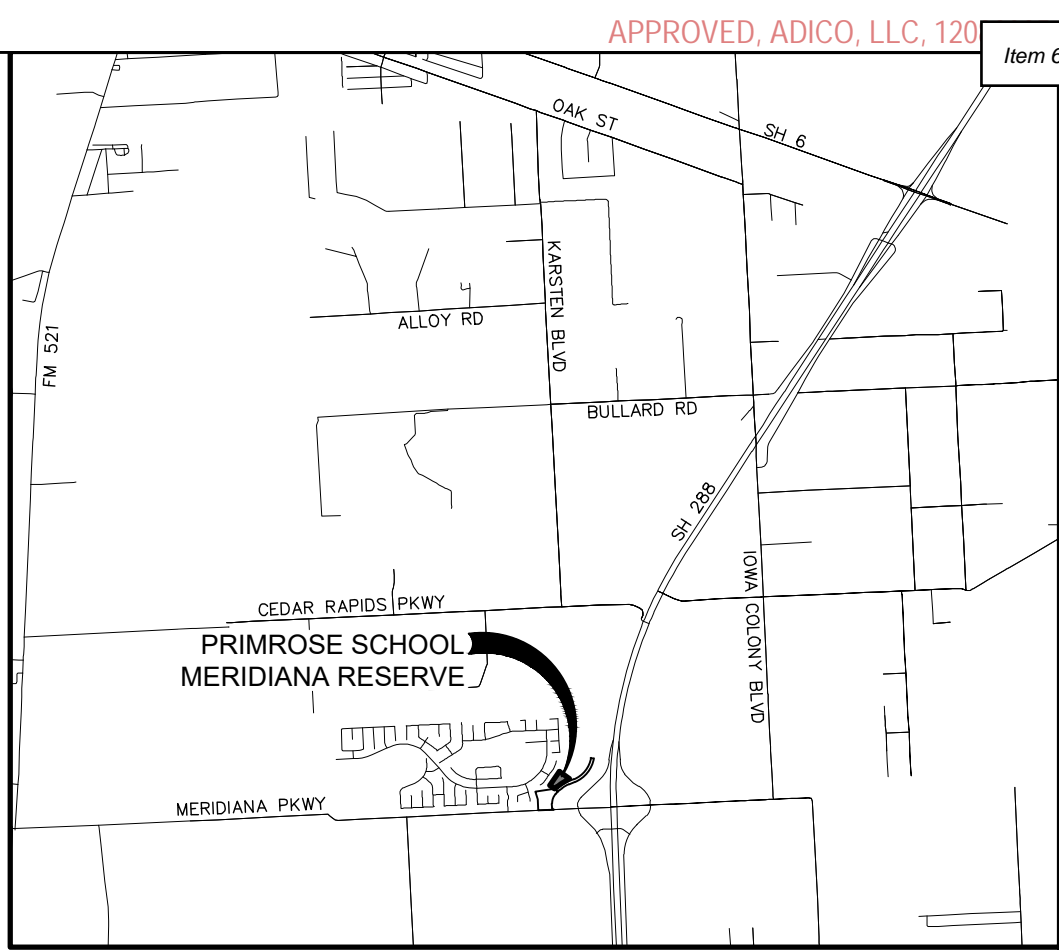 APPROVED, ADICO, LLC, 120
Item 6
OAK ST
SH 6
KARSTEN BLVD
ALLOY RD
FM 521
BULLARD RD
SH 288
IOWA COLONY BLVD
CEDAR RAPIDS PKWY
PRIMROSE SCHOOL
MERIDIANA RESERVE
MERIDIANA PKWY